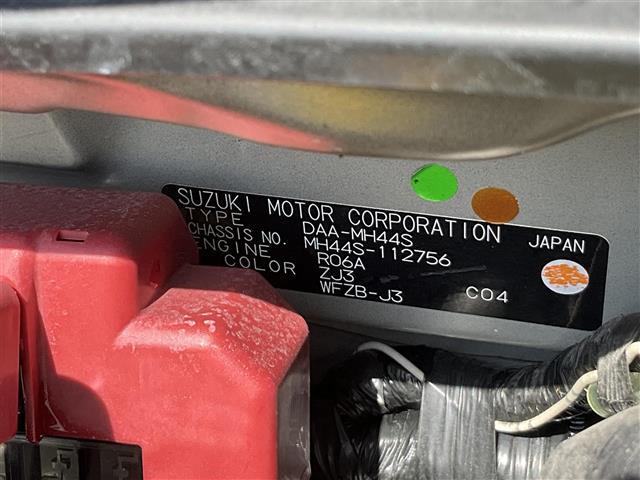 SUZUKI MOTOR CORPORATION JAPAN
TYPE DAA-MH44S
CHASSIS NO. MH44S-112756
ENGINE R06A
COLOR ZJ3
WFZB-J3 C04